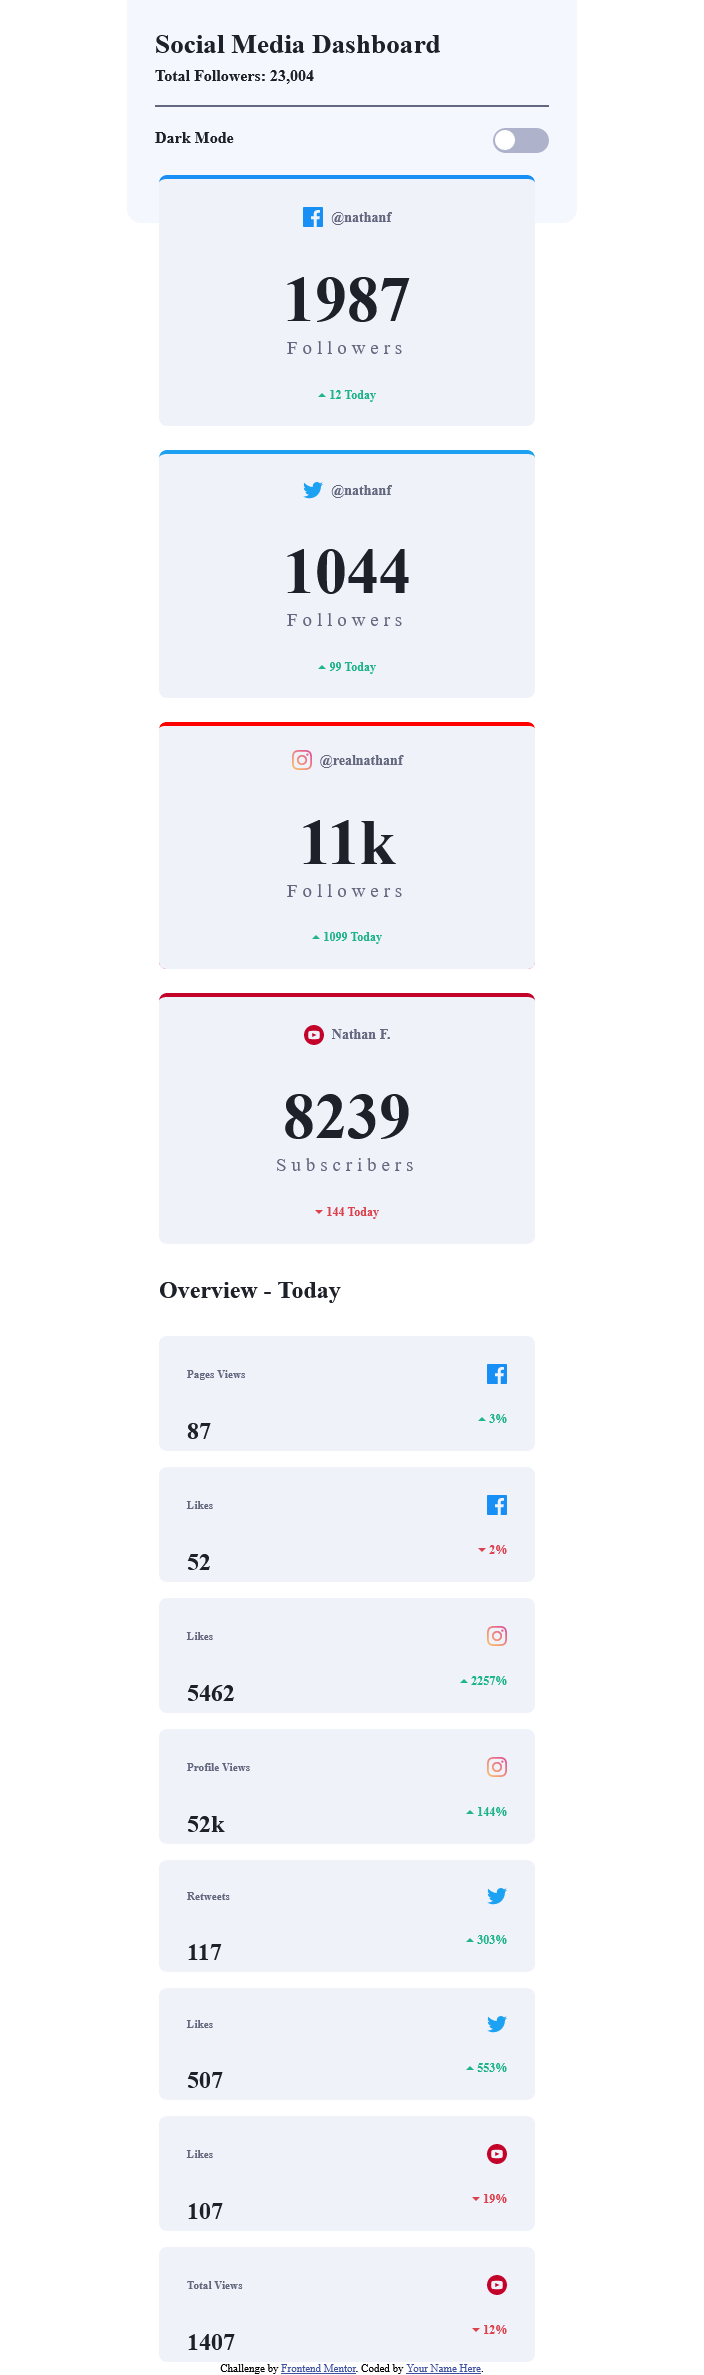 Social Media Dashboard
Total Followers: 23,004
Dark Mode
@nathanf
1987
Followers
12 Today
@nathanf
1044
Followers
99 Today
@realnathanf
11k
Followers
1099 Today
Nathan F.
8239
Subscribers
144 Today
Overview - Today
Pages Views
3%
87
Likes
2%
52
Likes
2257%
5462
Profile Views
144%
52k
Retweets
303%
117
Likes
553%
507
Likes
19%
107
Total Views
12%
1407
Challenge by Frontend Mentor. Coded by Your Name Here.